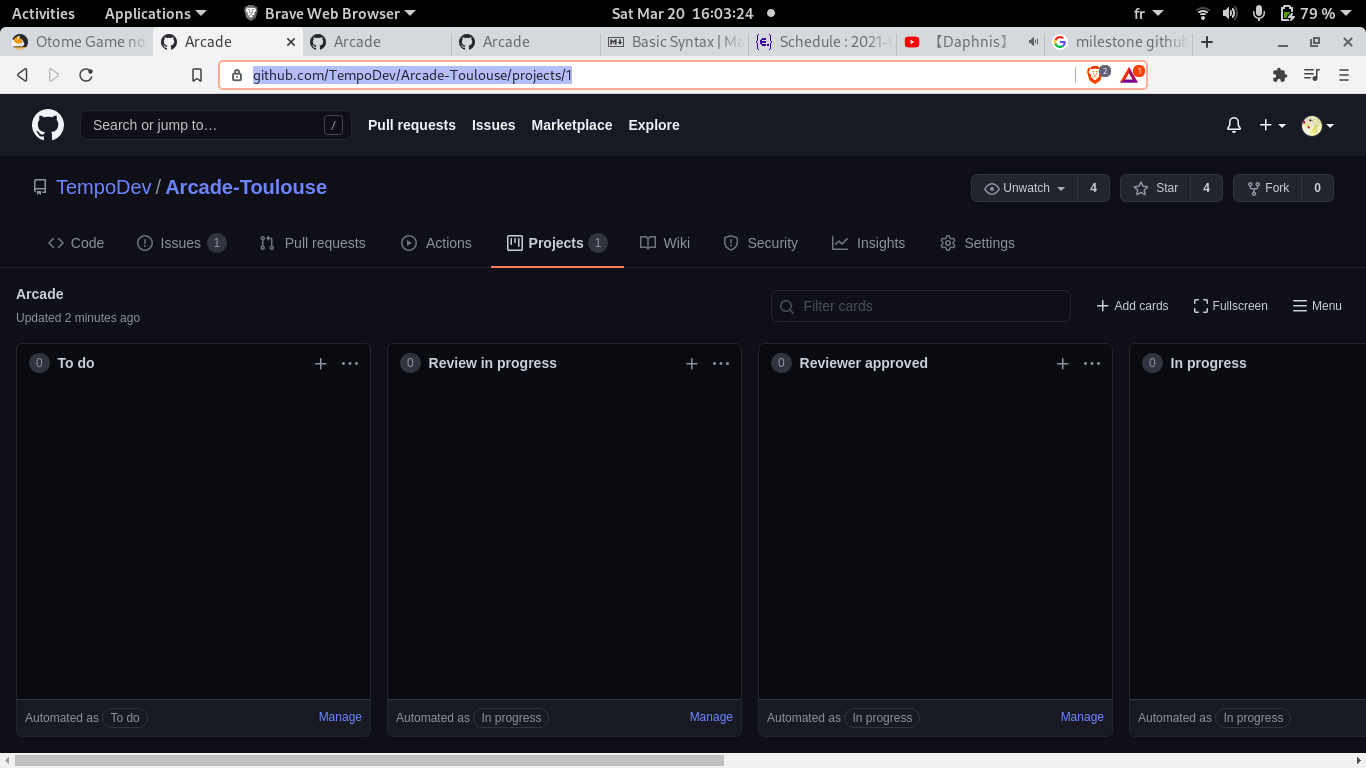 Activities Applications Brave Web Browser Sat Mar 20 16:03:24 fr 79 %
Otome Game no Arcade Arcade Arcade Basic Syntax | Ma Schedule : 2021- 【Daphnis】 milestone github
github.com/TempoDev/Arcade-Toulouse/projects/1 2 1
Search or jump to… / Pull requests Issues Marketplace Explore
TempoDev / Arcade-Toulouse Unwatch 4 Star 4 Fork 0
Code Issues 1 Pull requests Actions Projects 1 Wiki Security Insights Settings
Arcade
Updated 2 minutes ago
Filter cards Add cards Fullscreen Menu
0 To do 0 Review in progress 0 Reviewer approved 0 In progress
Automated as To do Manage Automated as In progress Manage Automated as In progress Manage Automated as In progress